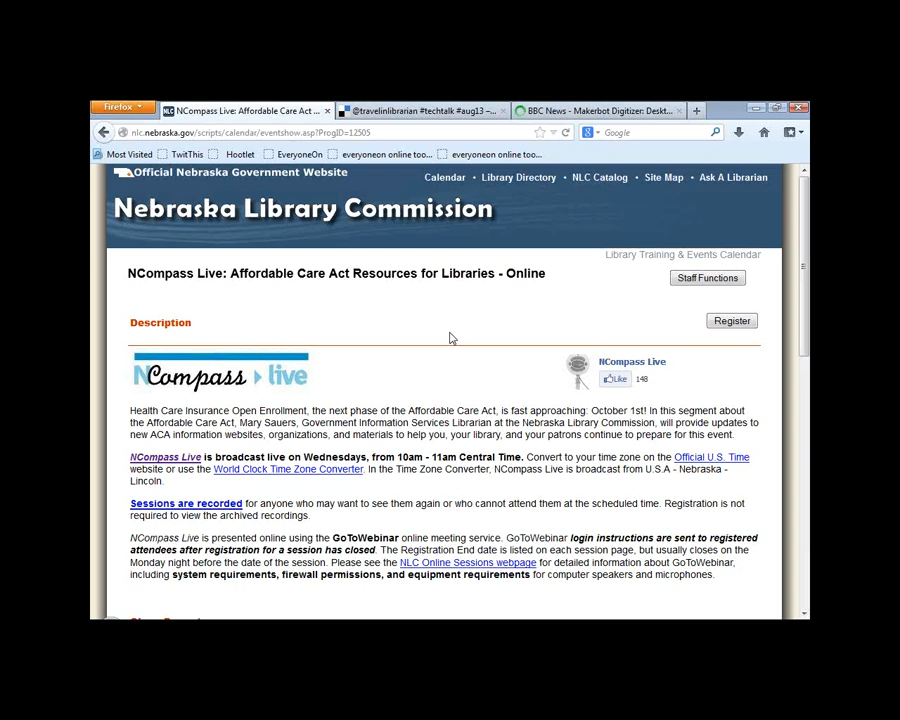 Firefox
NCompass Live: Affordable Care Act ...
@travelinlibrarian #techtalk #aug13 –...
BBC News - Makerbot Digitizer: Deskt...
nlc.nebraska.gov/scripts/calendar/eventshow.asp?ProgID=12505
Google
Most Visited TwitThis Hootlet EveryoneOn everyoneon online too... everyoneon online too...
Official Nebraska Government Website
Calendar • Library Directory • NLC Catalog • Site Map • Ask A Librarian
Nebraska Library Commission
Library Training & Events Calendar
NCompass Live: Affordable Care Act Resources for Libraries - Online
Staff Functions
Description
Register
NCompass live
NCompass Live
Like 148
Health Care Insurance Open Enrollment, the next phase of the Affordable Care Act, is fast approaching: October 1st! In this segment about
the Affordable Care Act, Mary Sauers, Government Information Services Librarian at the Nebraska Library Commission, will provide updates to
new ACA information websites, organizations, and materials to help you, your library, and your patrons continue to prepare for this event.
NCompass Live is broadcast live on Wednesdays, from 10am - 11am Central Time. Convert to your time zone on the Official U.S. Time
website or use the World Clock Time Zone Converter. In the Time Zone Converter, NCompass Live is broadcast from U.S.A - Nebraska -
Lincoln.
Sessions are recorded for anyone who may want to see them again or who cannot attend them at the scheduled time. Registration is not
required to view the archived recordings.
NCompass Live is presented online using the GoToWebinar online meeting service. GoToWebinar login instructions are sent to registered
attendees after registration for a session has closed. The Registration End date is listed on each session page, but usually closes on the
Monday night before the date of the session. Please see the NLC Online Sessions webpage for detailed information about GoToWebinar,
including system requirements, firewall permissions, and equipment requirements for computer speakers and microphones.